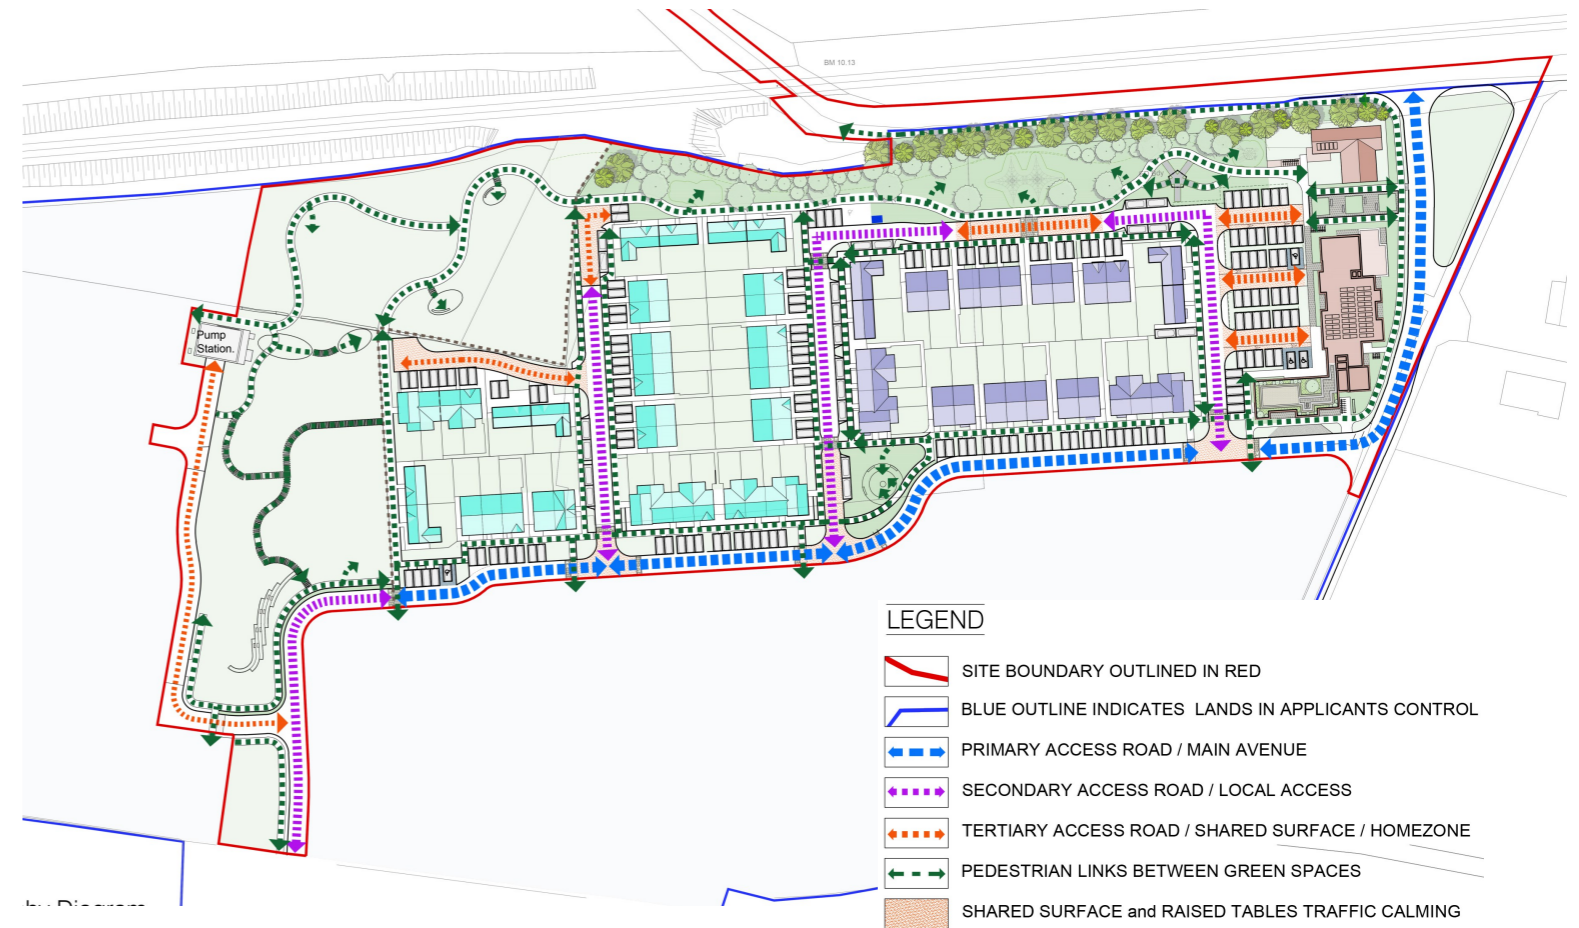 BM 10.13
Pump
Station.
LEGEND
SITE BOUNDARY OUTLINED IN RED
BLUE OUTLINE INDICATES LANDS IN APPLICANTS CONTROL
PRIMARY ACCESS ROAD / MAIN AVENUE
SECONDARY ACCESS ROAD / LOCAL ACCESS
TERTIARY ACCESS ROAD / SHARED SURFACE / HOMEZONE
PEDESTRIAN LINKS BETWEEN GREEN SPACES
SHARED SURFACE and RAISED TABLES TRAFFIC CALMING